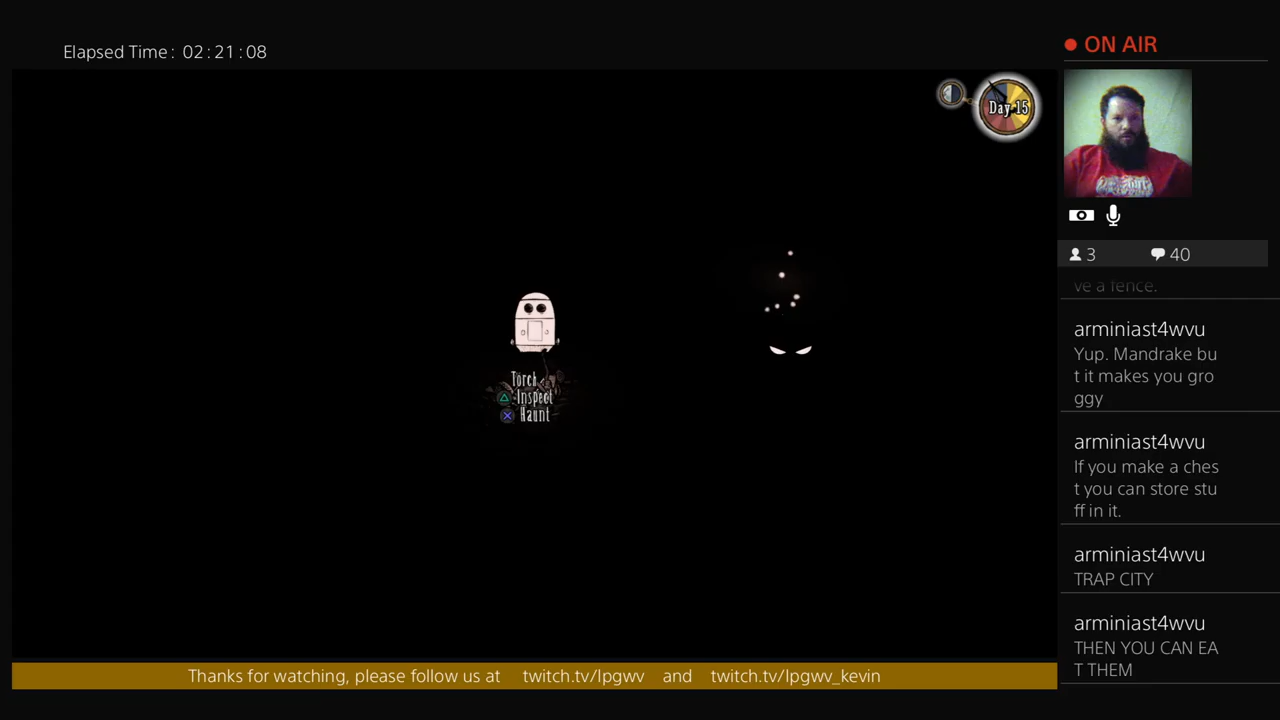 Elapsed Time: 02:21:08
ON AIR
Day 15
3 40
Torch
Inspect
Haunt
ve a fence.
arminiast4wvu
Yup. Mandrake bu
t it makes you gro
ggy
arminiast4wvu
If you make a ches
t you can store stu
ff in it.
arminiast4wvu
TRAP CITY
arminiast4wvu
THEN YOU CAN EA
T THEM
Thanks for watching, please follow us at twitch.tv/lpgwv and twitch.tv/lpgwv_kevin